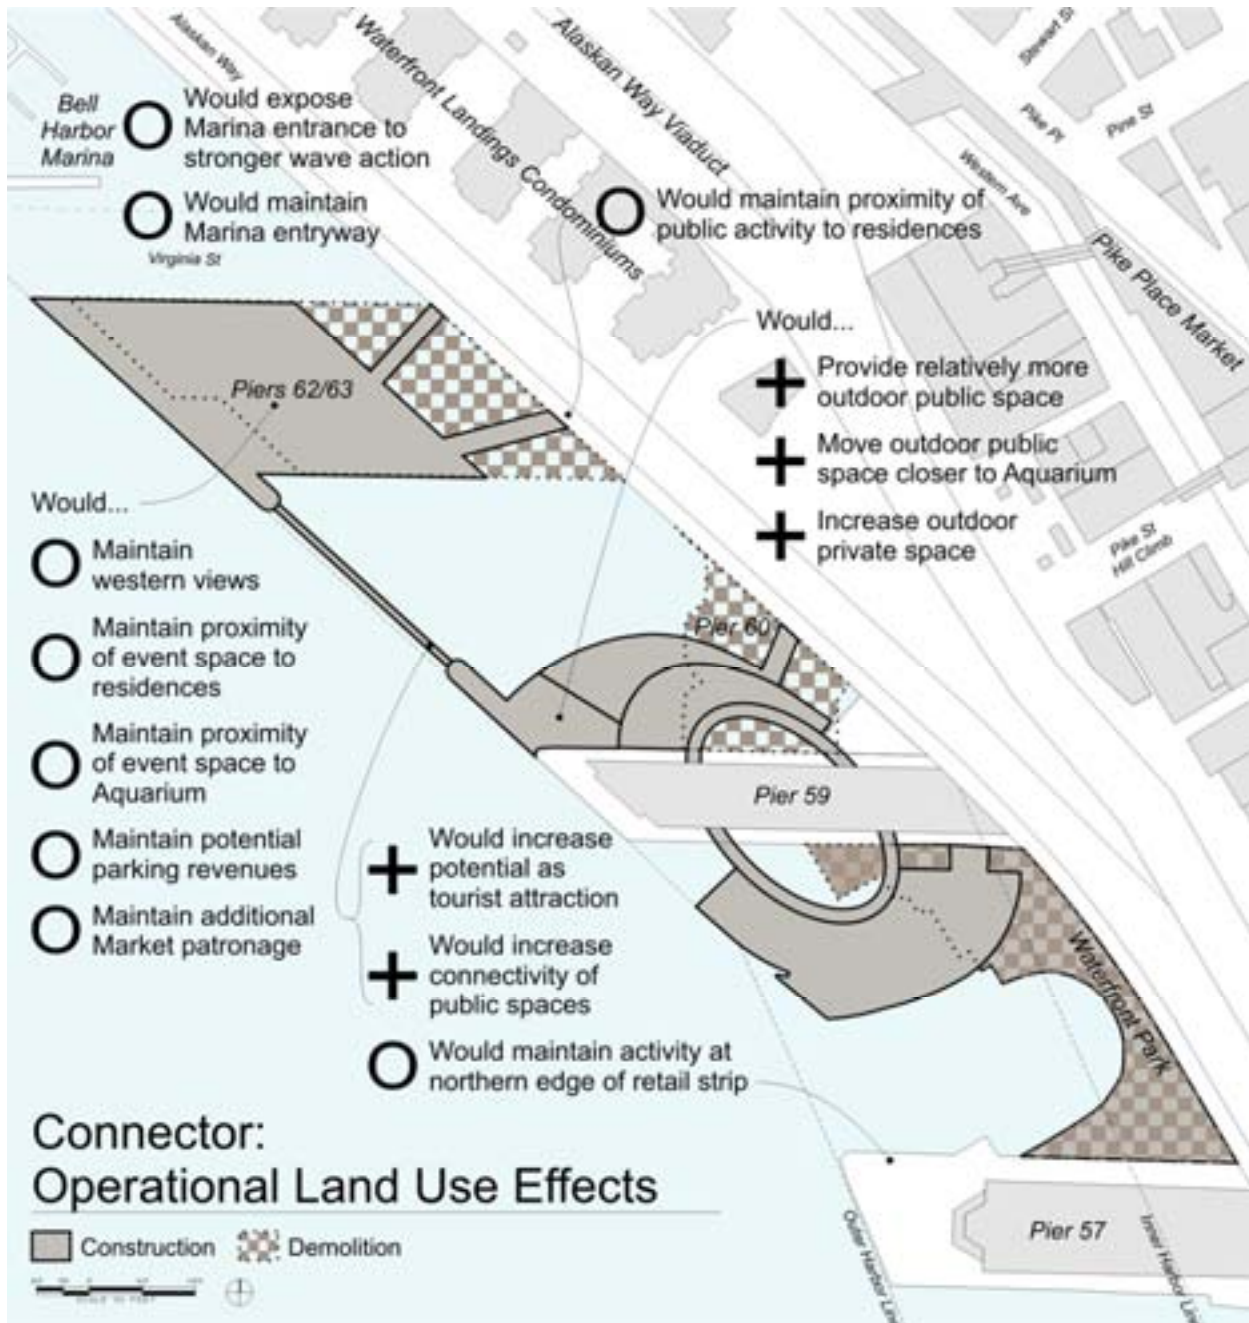 Alaskan Way
Waterfront Landings Condominiums
Alaskan Way Viaduct
Stewart St
Pike Pl
Pine St
Western Ave
Pike Place Market
Bell
Harbor
Marina
Would expose
Marina entrance to
stronger wave action
Would maintain
Marina entryway
Virginia St
Would maintain proximity of
public activity to residences
Would...
Provide relatively more
outdoor public space
Move outdoor public
space closer to Aquarium
Increase outdoor
private space
Pike St
Hill Climb
Piers 62/63
Would...
Maintain
western views
Maintain proximity
of event space to
residences
Maintain proximity
of event space to
Aquarium
Maintain potential
parking revenues
Maintain additional
Market patronage
Pier 60
Pier 59
Would increase
potential as
tourist attraction
Would increase
connectivity of
public spaces
Would maintain activity at
northern edge of retail strip
Waterfront Park
Pier 57
Outer Harbor Line
Inner Harbor Line
Connector:
Operational Land Use Effects
Construction
Demolition
SCALE IN FEET